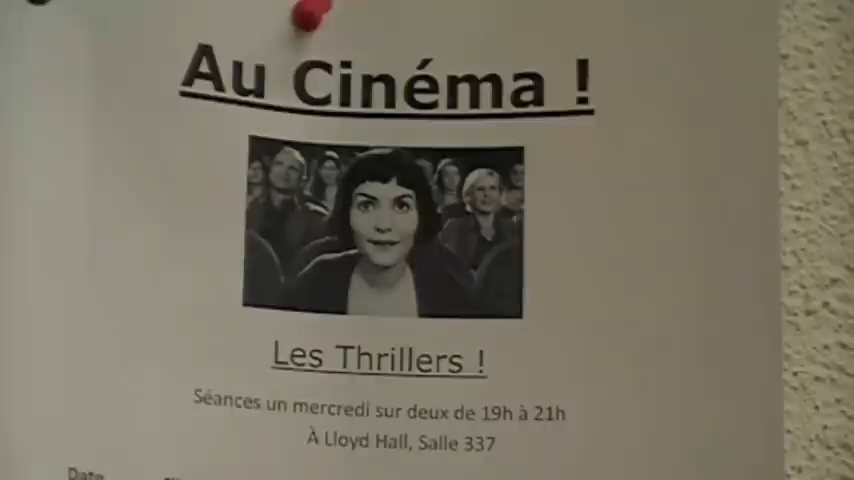 Au Cinéma !
Les Thrillers !
Séances un mercredi sur deux de 19h à 21h
À Lloyd Hall, Salle 337
Date